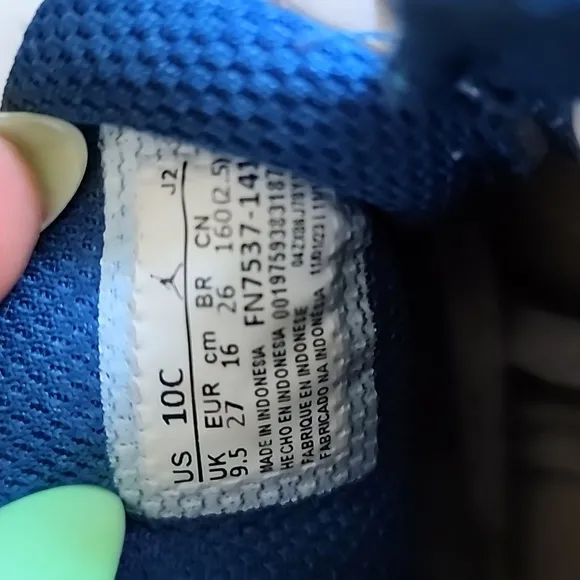 US 10C J2
UK EUR cm BR CN
9.5 27 16 26 160(2.5)
FN7537-141
MADE IN INDONESIA 0019759383187
HECHO EN INDONESIA
FABRIQUE EN INDONESIE
FABRICADO NA INDONESIA